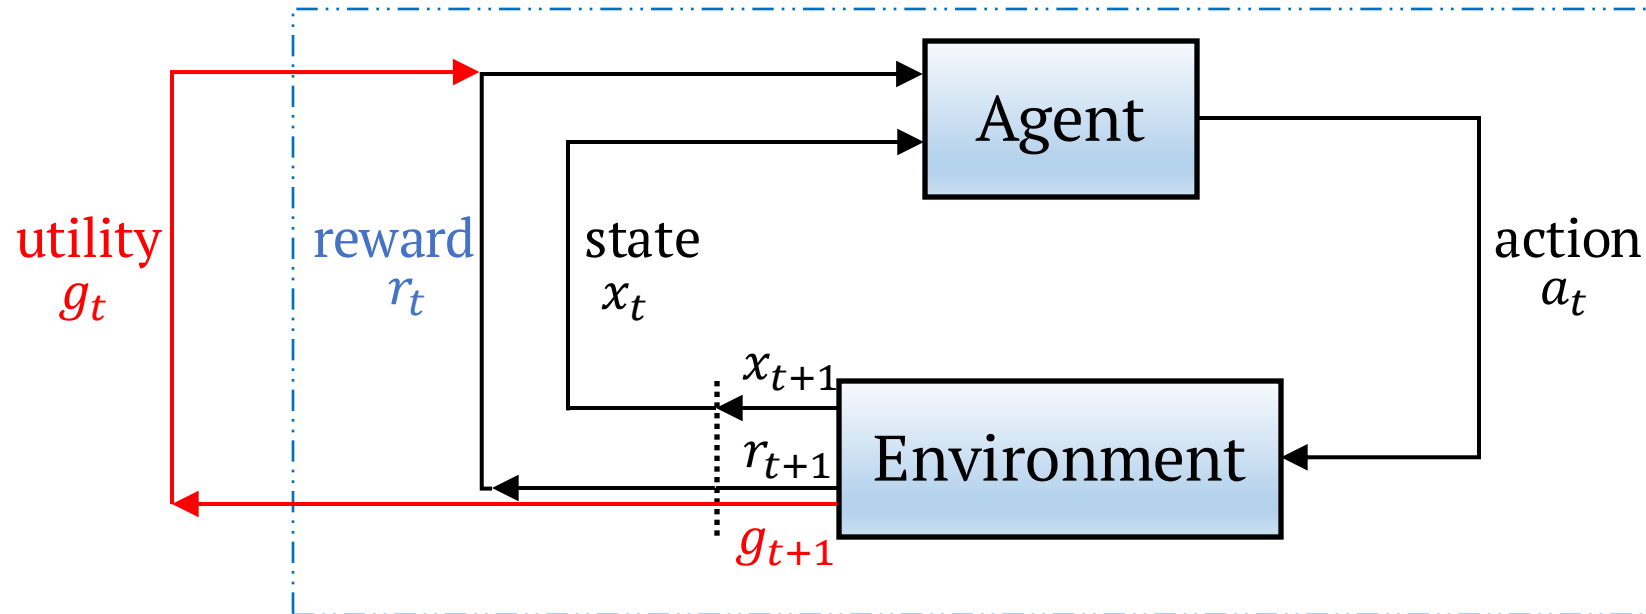 Agent
utility
g_t
reward
r_t
state
x_t
action
a_t
x_{t+1}
r_{t+1}
Environment
g_{t+1}